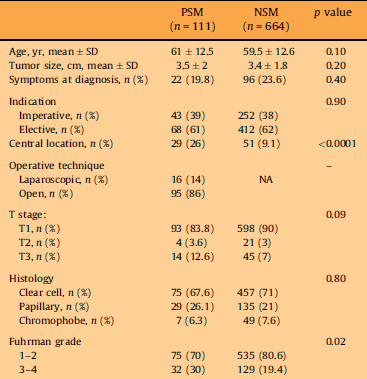 PSM NSM p value
(n = 111) (n = 664)
Age, yr, mean ± SD 61 ± 12.5 59.5 ± 12.6 0.10
Tumor size, cm, mean ± SD 3.5 ± 2 3.4 ± 1.8 0.20
Symptoms at diagnosis, n (%) 22 (19.8) 96 (23.6) 0.40
Indication 0.90
Imperative, n (%) 43 (39) 252 (38)
Elective, n (%) 68 (61) 412 (62)
Central location, n (%) 29 (26) 51 (9.1) <0.0001
Operative technique –
Laparoscopic, n (%) 16 (14) NA
Open, n (%) 95 (86)
T stage: 0.09
T1, n (%) 93 (83.8) 598 (90)
T2, n (%) 4 (3.6) 21 (3)
T3, n (%) 14 (12.6) 45 (7)
Histology 0.80
Clear cell, n (%) 75 (67.6) 457 (71)
Papillary, n (%) 29 (26.1) 135 (21)
Chromophobe, n (%) 7 (6.3) 49 (7.6)
Fuhrman grade 0.02
1–2 75 (70) 535 (80.6)
3–4 32 (30) 129 (19.4)